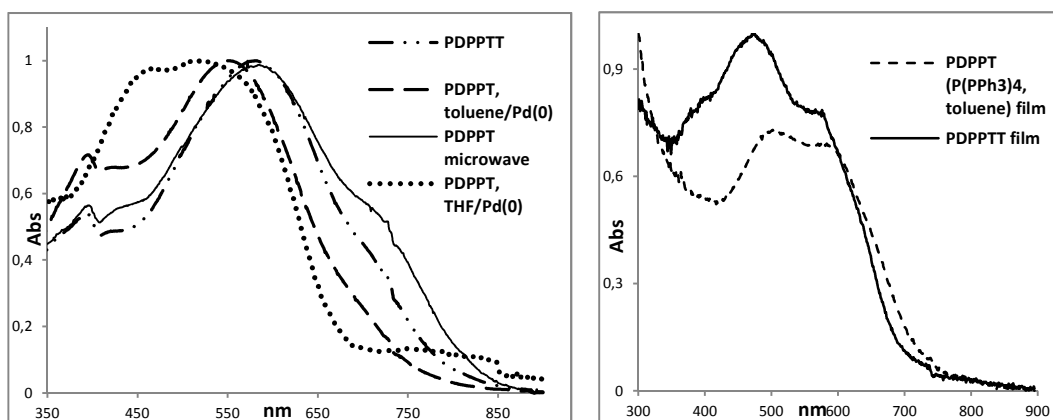 1
0,8
0,6
0,4
0,2
0
Abs
350
450
550
nm
650
750
850
PDPPTT
PDPPT,
toluene/Pd(0)
PDPPT
microwave
PDPPT,
THF/Pd(0)
0,9
0,6
0,3
0
Abs
300
400
500
nm
600
700
800
900
PDPPT
(P(PPh3)4,
toluene) film
PDPPTT film